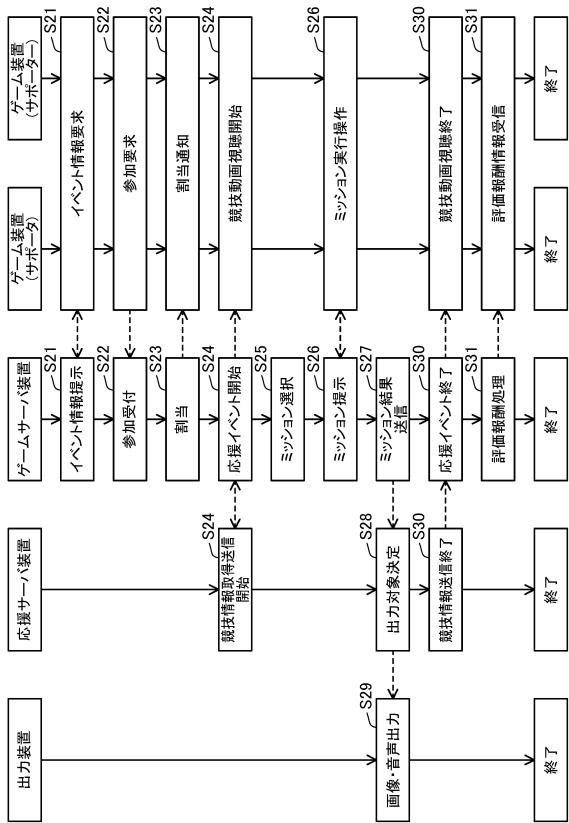 出力装置
応援サーバ装置
ゲームサーバ装置
ゲーム装置
(サポータ)
ゲーム装置
(サポーター)
S21
イベント情報提示
S21
イベント情報要求
S22
参加受付
S22
参加要求
S23
割当
S23
割当通知
S24
競技情報取得送信
開始
S24
応援イベント開始
S24
競技動画視聴開始
S25
ミッション選択
S26
ミッション提示
S26
ミッション実行操作
S29
画像・音声出力
S28
出力対象決定
S27
ミッション結果
送信
S30
競技情報送信終了
S30
応援イベント終了
S30
競技動画視聴終了
S31
評価報酬処理
S31
評価報酬情報受信
終了
終了
終了
終了
終了